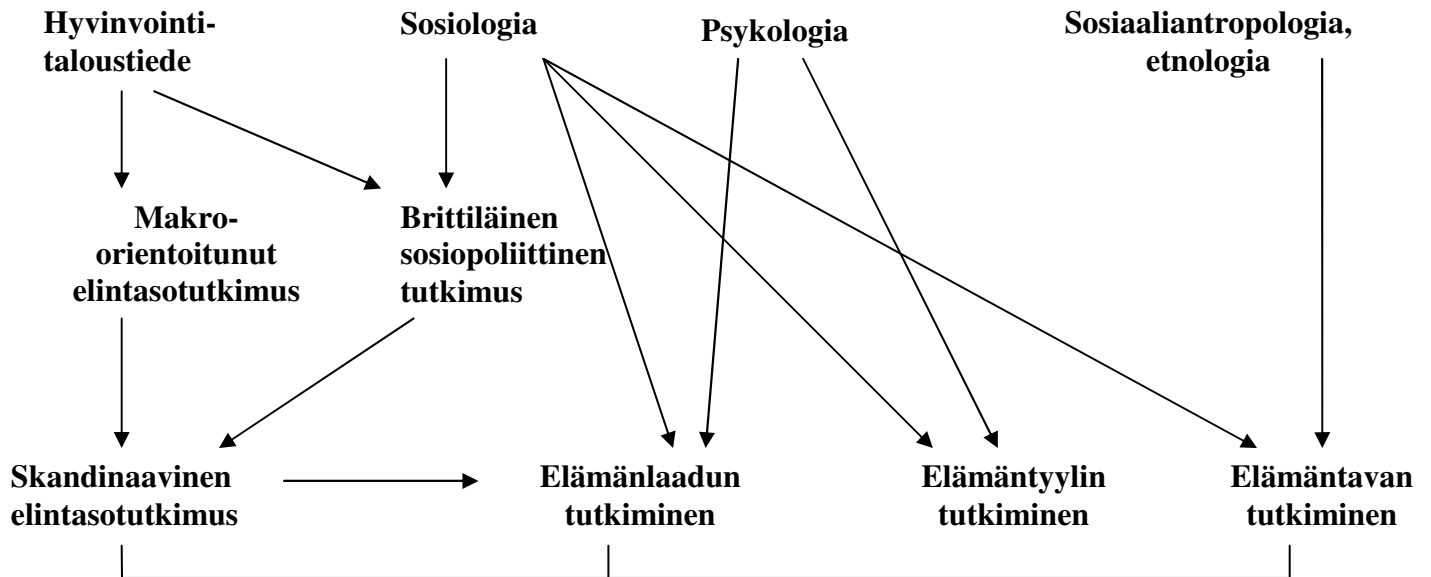 Hyvinvointi-
taloustiede
Sosiologia
Psykologia
Sosiaaliantropologia,
etnologia
Makro-
orientoitunut
elintasotutkimus
Brittiläinen
sosiopoliittinen
tutkimus
Skandinaavinen
elintasotutkimus
Elämänlaadun
tutkiminen
Elämäntyylin
tutkiminen
Elämäntavan
tutkiminen